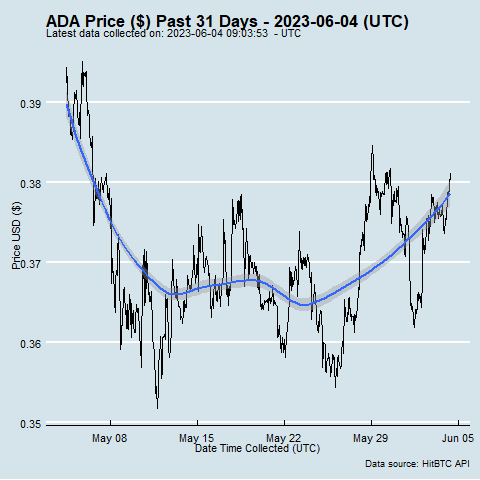 ADA Price ($) Past 31 Days - 2023-06-04 (UTC)
Latest data collected on: 2023-06-04 09:03:53 - UTC
0.39
0.38
0.37
0.36
0.35
Price USD ($)
May 08
May 15
May 22
May 29
Jun 05
Date Time Collected (UTC)
Data source: HitBTC API